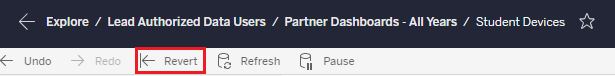 Explore / Lead Authorized Data Users / Partner Dashboards - All Years / Student Devices
Undo Redo Revert Refresh Pause